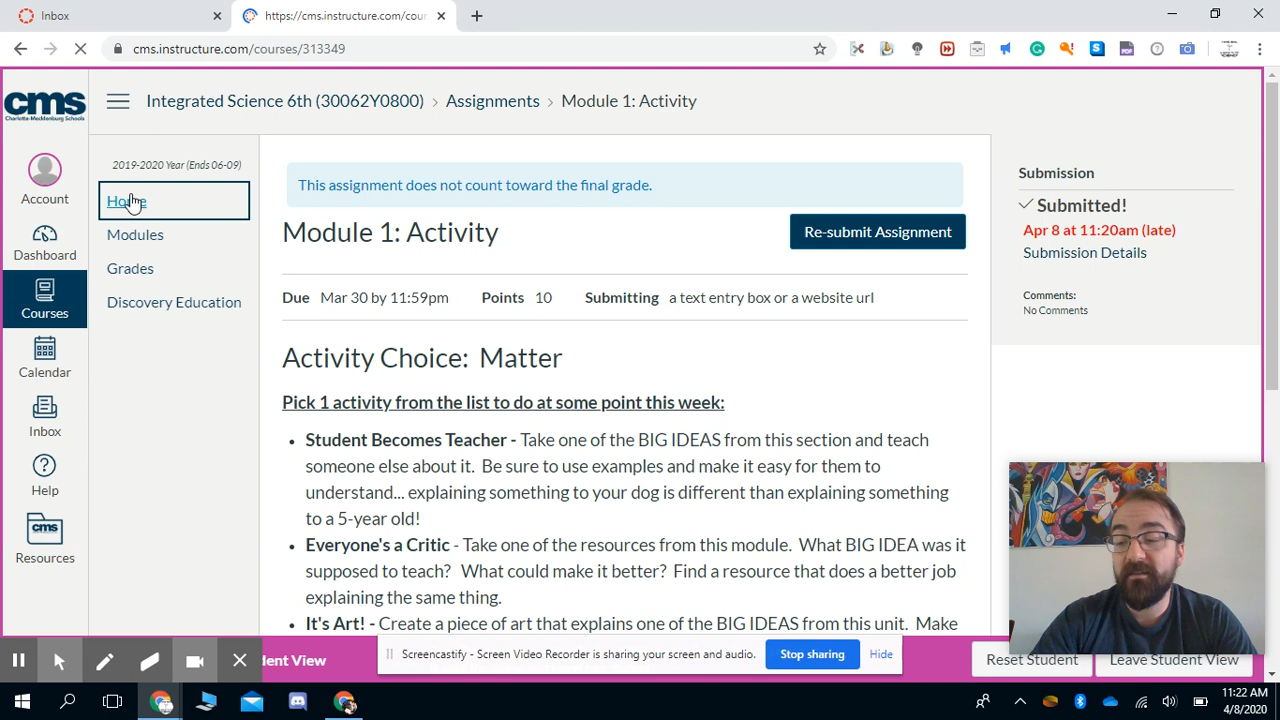 Inbox
https://cms.instructure.com/cour
cms.instructure.com/courses/313349
cms
Charlotte-Mecklenburg Schools
Integrated Science 6th (30062Y0800) > Assignments > Module 1: Activity
Account
Dashboard
Courses
Calendar
Inbox
Help
cms
Resources
2019-2020 Year (Ends 06-09)
Home
Modules
Grades
Discovery Education
This assignment does not count toward the final grade.
Module 1: Activity
Re-submit Assignment
Due Mar 30 by 11:59pm Points 10 Submitting a text entry box or a website url
Activity Choice: Matter
Pick 1 activity from the list to do at some point this week:
• Student Becomes Teacher - Take one of the BIG IDEAS from this section and teach
someone else about it. Be sure to use examples and make it easy for them to
understand... explaining something to your dog is different than explaining something
to a 5-year old!
• Everyone's a Critic - Take one of the resources from this module. What BIG IDEA was it
supposed to teach? What could make it better? Find a resource that does a better job
explaining the same thing.
• It's Art! - Create a piece of art that explains one of the BIG IDEAS from this unit. Make
Submission
Submitted!
Apr 8 at 11:20am (late)
Submission Details
Comments:
No Comments
dent View
Screencastify - Screen Video Recorder is sharing your screen and audio.
Stop sharing
Hide
Reset Student
Leave Student View
11:22 AM
4/8/2020